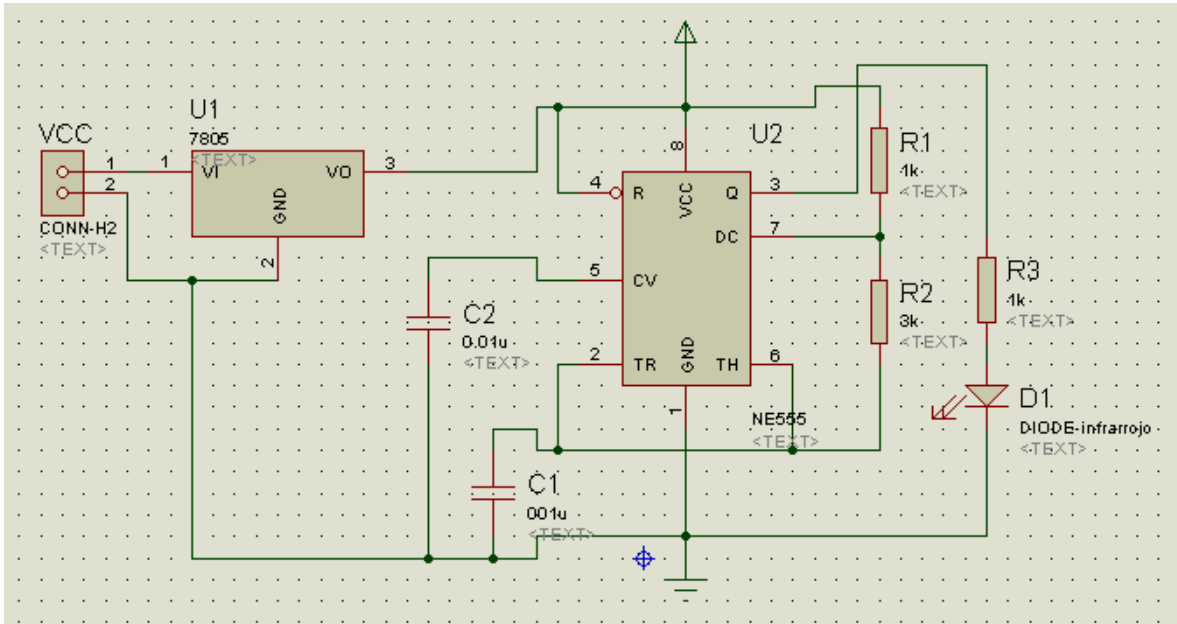 VCC
1
2
CONN-H2
<TEXT>
U1
7805
<TEXT>
1
VI
VO
3
GND
2
U2
8
VCC
4
R
Q
3
DC
7
5
CV
2
TR
GND
TH
6
1
NE555
<TEXT>
C2
0.01u
<TEXT>
C1
001u
<TEXT>
R1
1k
<TEXT>
R2
3k
<TEXT>
R3
1k
<TEXT>
D1
DIODE-infrarrojo
<TEXT>